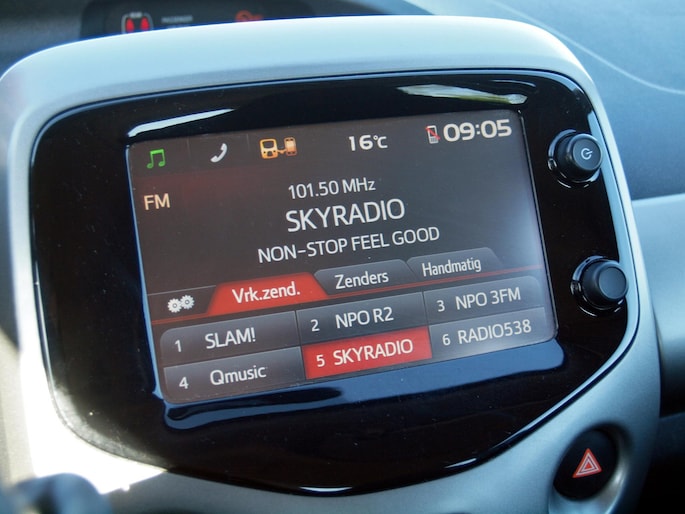 PASSENGER
16°C
09:05
FM
101.50 MHz
SKYRADIO
NON-STOP FEEL GOOD
Vrk.zend.
Zenders
Handmatig
1 SLAM!
2 NPO R2
3 NPO 3FM
4 Qmusic
5 SKYRADIO
6 RADIO538